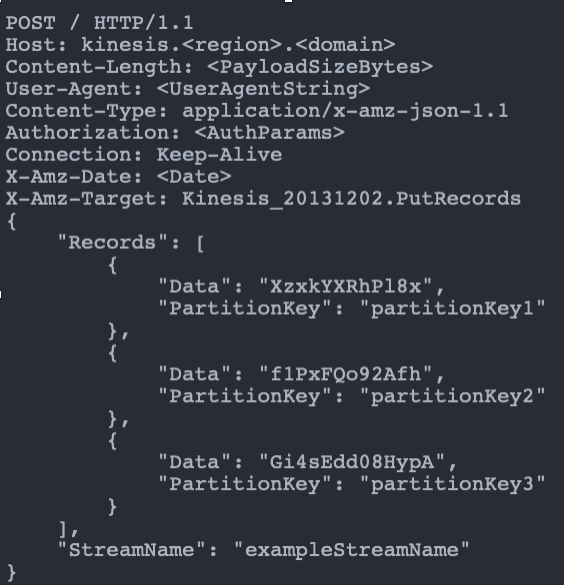 POST / HTTP/1.1
Host: kinesis.<region>.<domain>
Content-Length: <PayloadSizeBytes>
User-Agent: <UserAgentString>
Content-Type: application/x-amz-json-1.1
Authorization: <AuthParams>
Connection: Keep-Alive
X-Amz-Date: <Date>
X-Amz-Target: Kinesis_20131202.PutRecords
{
     "Records": [
         {
             "Data": "XzxkYXRhPl8x",
             "PartitionKey": "partitionKey1"
         },
         {
             "Data": "f1PxFQo92Afh",
             "PartitionKey": "partitionKey2"
         },
         {
             "Data": "Gi4sEdd08HypA",
             "PartitionKey": "partitionKey3"
         }
     ],
     "StreamName": "exampleStreamName"
}